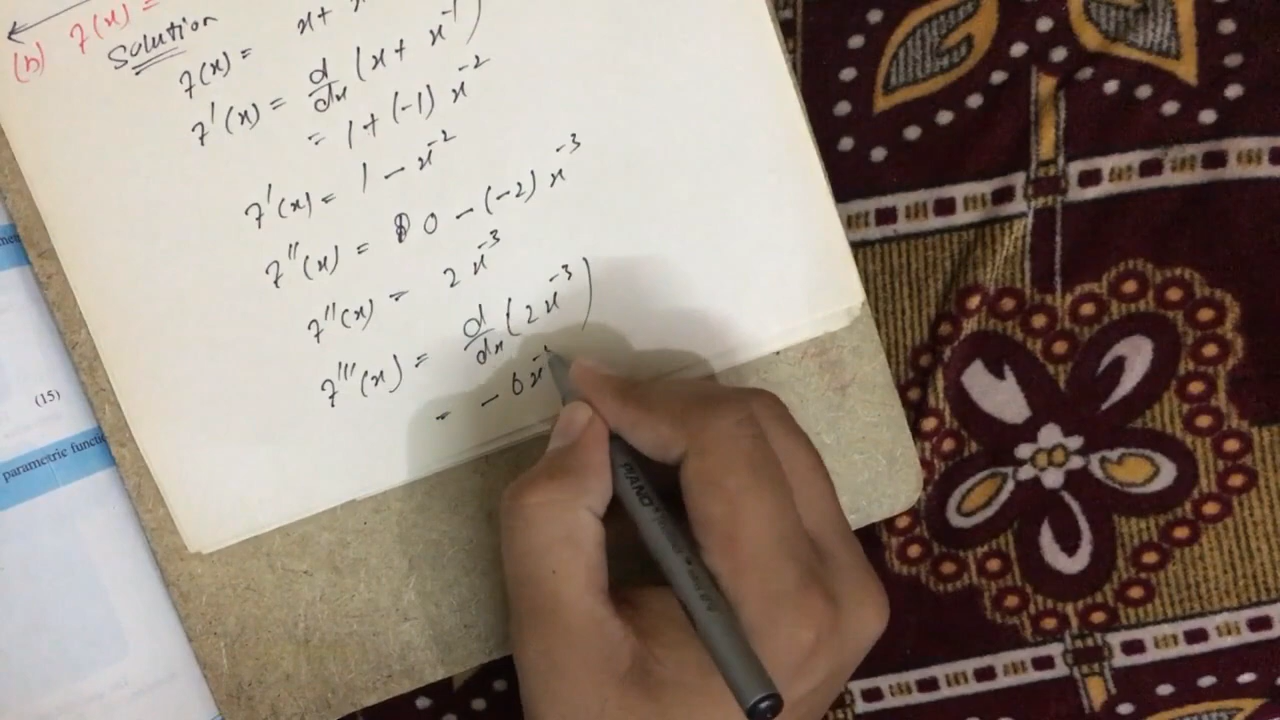 (b) f(x) =
Solution
f(x) = x + x
f'(x) = d/dx (x + x⁻¹)
= 1 + (-1) x⁻²
f'(x) = 1 - x⁻²
f''(x) = 0 - (-2) x⁻³
f''(x) = 2x⁻³
f'''(x) = d/dx (2x⁻³)
= - 6x⁻
(15)
parametric functi
PIANO